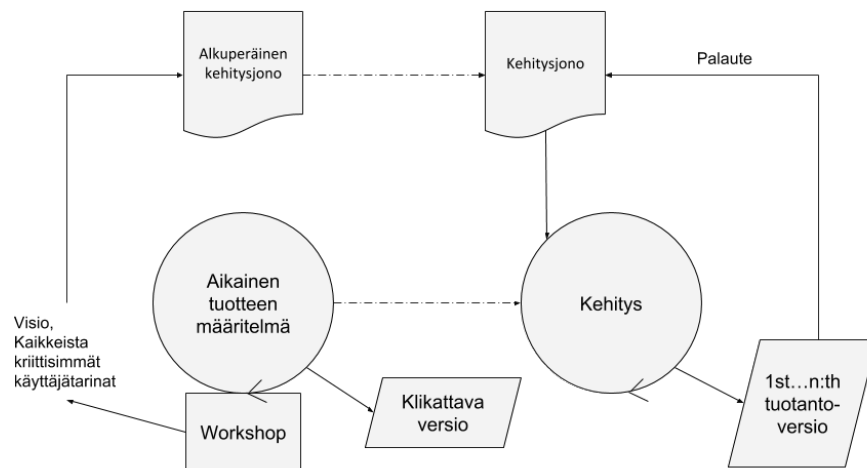 Alkuperäinen
kehitysjono
Kehitysjono
Palaute
Aikainen
tuotteen
määritelmä
Kehitys
Visio,
Kaikkeista
kriittisimmät
käyttäjätarinat
Workshop
Klikattava
versio
1st...n:th
tuotanto-
versio